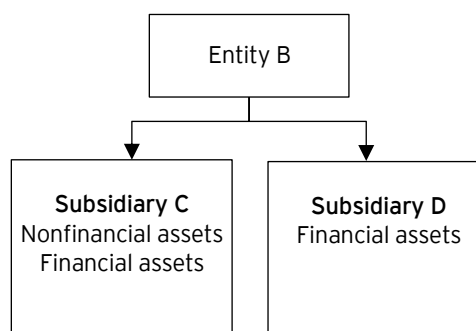 Entity B
Subsidiary C
Nonfinancial assets
Financial assets
Subsidiary D
Financial assets